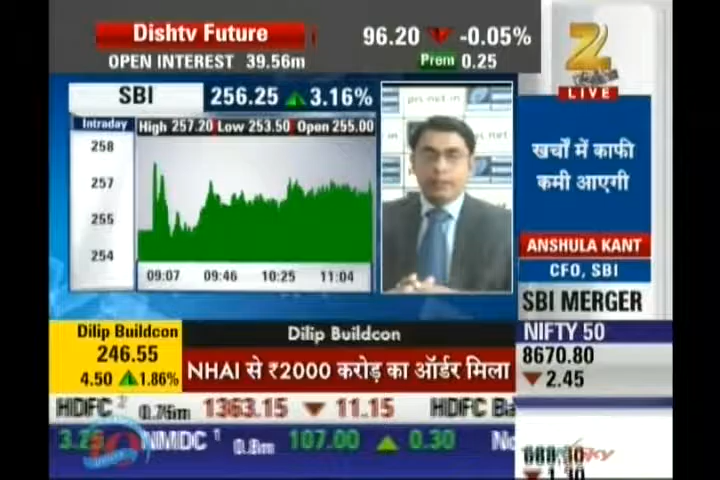 Dishtv Future
OPEN INTEREST 39.56m
96.20 -0.05%
Prem 0.25
LIVE
SBI 256.25 3.16%
Intraday High 257.20 Low 253.50 Open 255.00
258
257
255
254
09:07 09:46 10:25 11:04
खर्चों में काफी
कमी आएगी
ANSHULA KANT
CFO, SBI
SBI MERGER
Dilip Buildcon
246.55
4.50 1.86%
Dilip Buildcon
NHAI से ₹2000 करोड़ का ऑर्डर मिला
NIFTY 50
8670.80
2.45
HDFC 1363.15 11.15 HDFC Ba
NMDC 1 0.8m 107.00 0.30